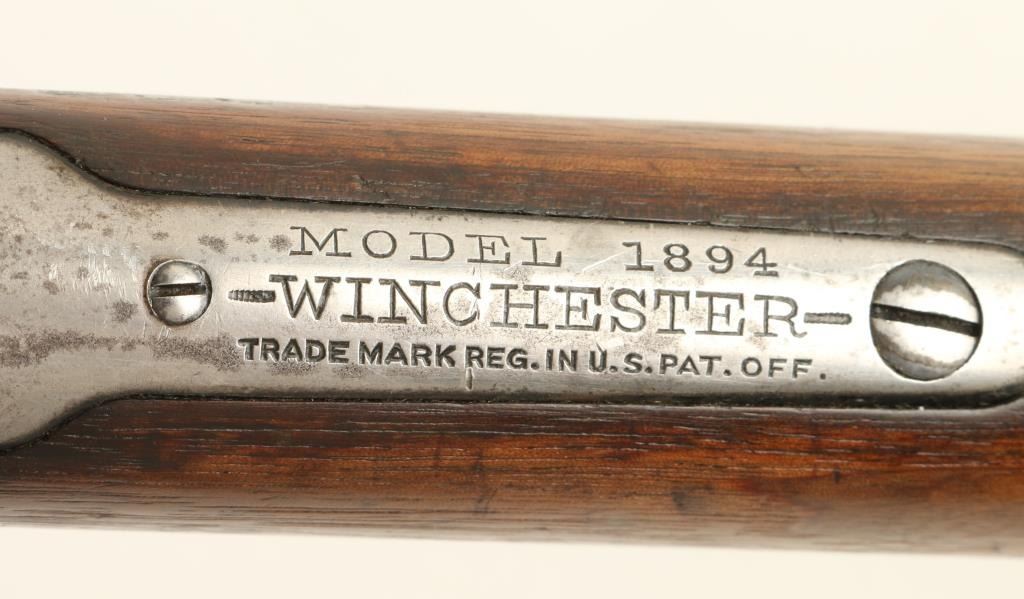 MODEL 1894
-WINCHESTER-
TRADE MARK REG. IN U.S. PAT. OFF.